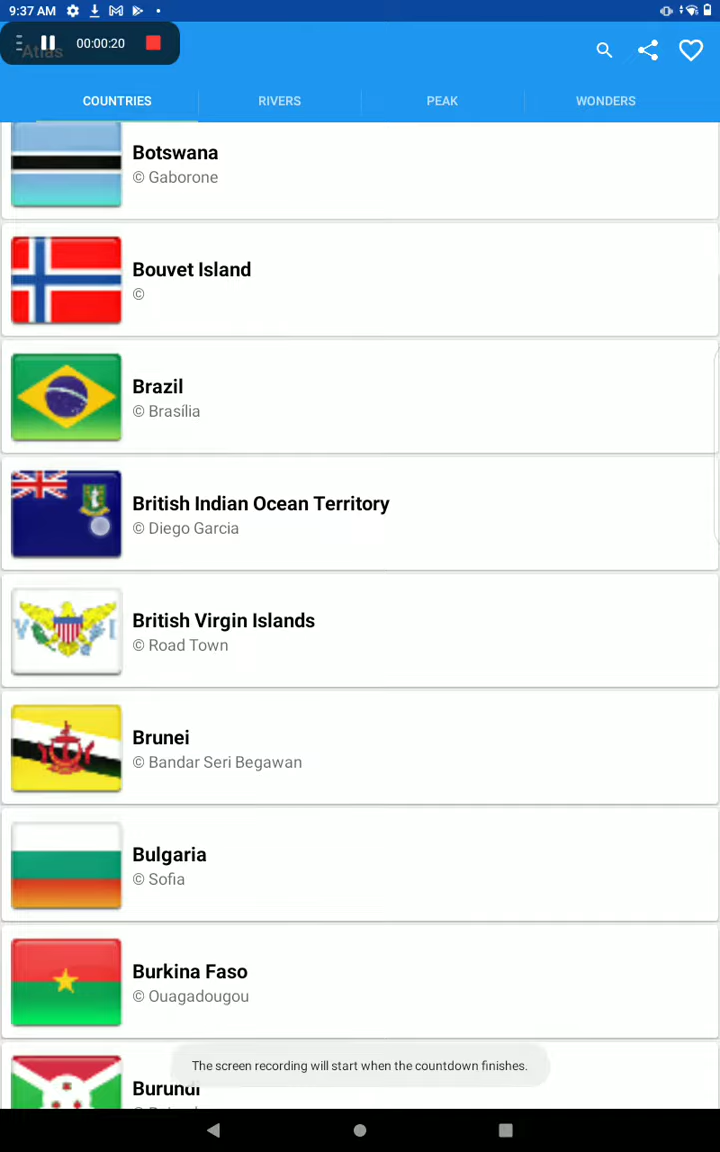 9:37 AM
00:00:20
Atlas
COUNTRIES
RIVERS
PEAK
WONDERS
Botswana
© Gaborone
Bouvet Island
©
Brazil
© Brasília
British Indian Ocean Territory
© Diego Garcia
British Virgin Islands
© Road Town
Brunei
© Bandar Seri Begawan
Bulgaria
© Sofia
Burkina Faso
© Ouagadougou
The screen recording will start when the countdown finishes.
Burundi